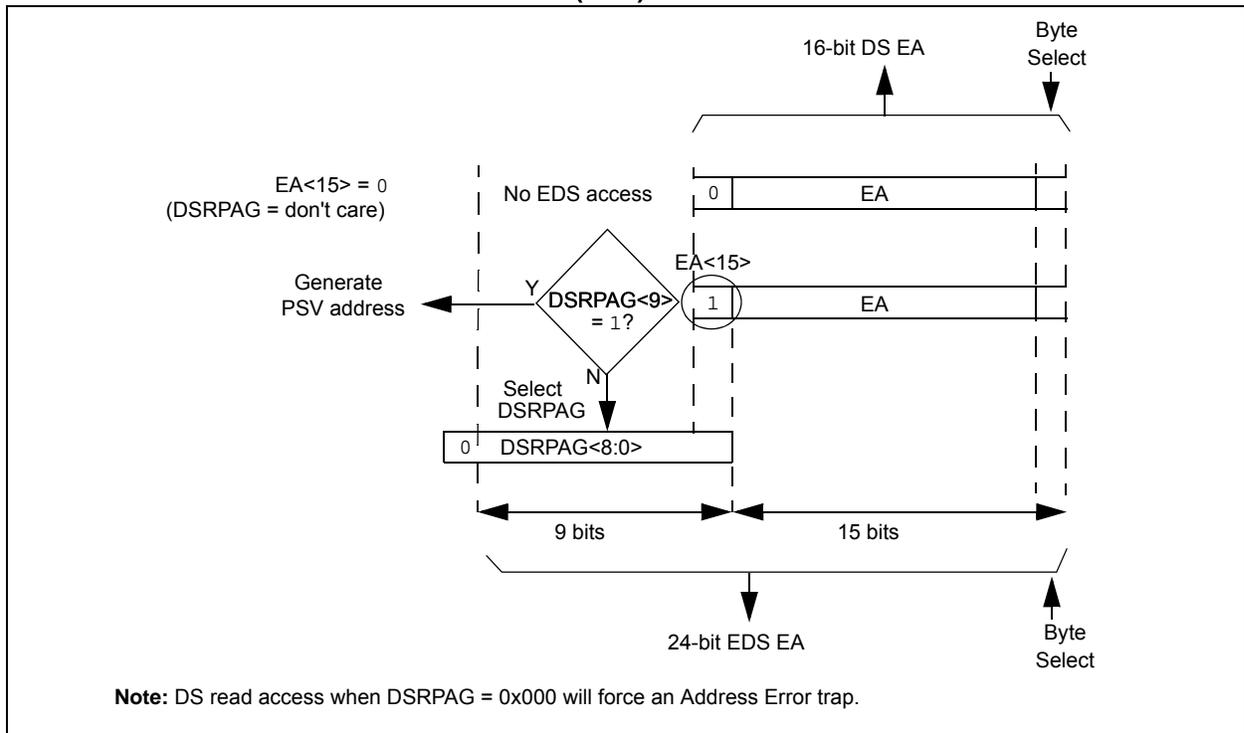 Byte
Select
16-bit DS EA
EA<15> = 0
(DSRPAG = don't care)
No EDS access
0
EA
EA<15>
Generate
PSV address
Y
DSRPAG<9>
= 1?
1
EA
N
Select
DSRPAG
0
DSRPAG<8:0>
9 bits
15 bits
24-bit EDS EA
Byte
Select
Note: DS read access when DSRPAG = 0x000 will force an Address Error trap.